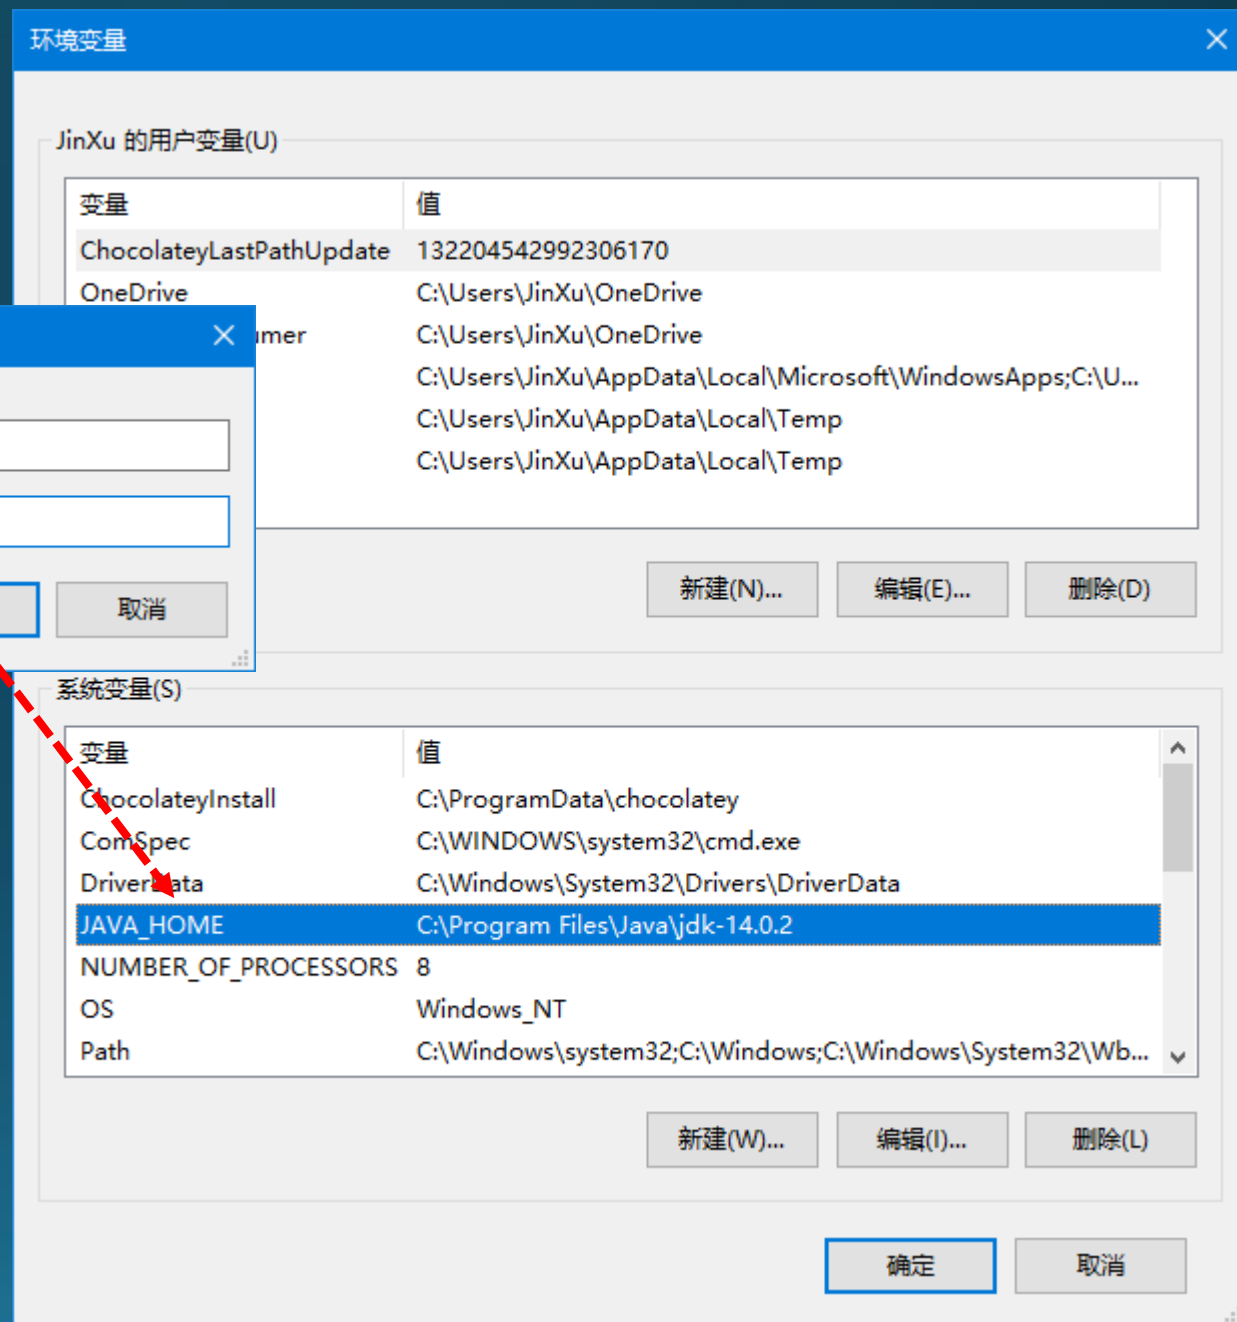 环境变量
JinXu 的用户变量(U)
变量 值
ChocolateyLastPathUpdate 132204542992306170
OneDrive C:\Users\JinXu\OneDrive
umer C:\Users\JinXu\OneDrive
C:\Users\JinXu\AppData\Local\Microsoft\WindowsApps;C:\U...
C:\Users\JinXu\AppData\Local\Temp
C:\Users\JinXu\AppData\Local\Temp
新建(N)... 编辑(E)... 删除(D)
取消
系统变量(S)
变量 值
ChocolateyInstall C:\ProgramData\chocolatey
ComSpec C:\WINDOWS\system32\cmd.exe
DriverData C:\Windows\System32\Drivers\DriverData
JAVA_HOME C:\Program Files\Java\jdk-14.0.2
NUMBER_OF_PROCESSORS 8
OS Windows_NT
Path C:\Windows\system32;C:\Windows;C:\Windows\System32\Wb...
新建(W)... 编辑(I)... 删除(L)
确定 取消